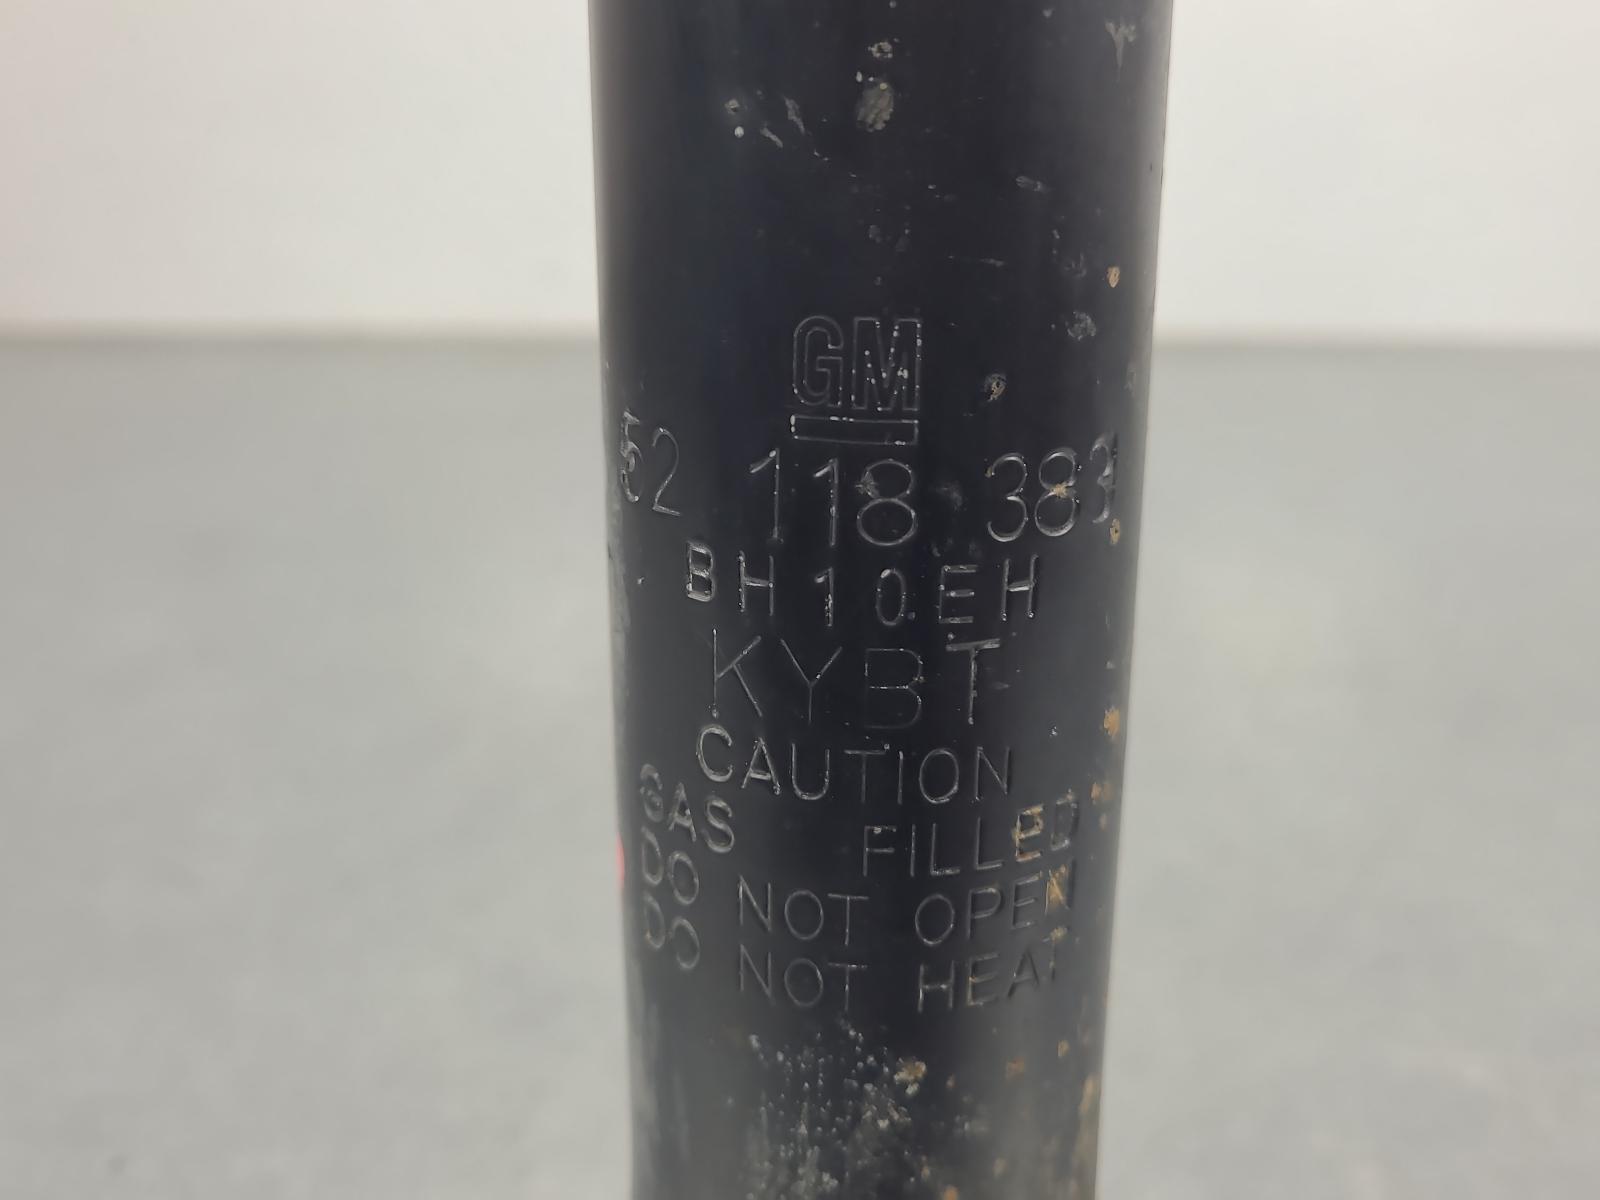 GM
52 118 383
BH10EH
KYBT
CAUTION
GAS FILLED
DO NOT OPEN
DO NOT HEAT